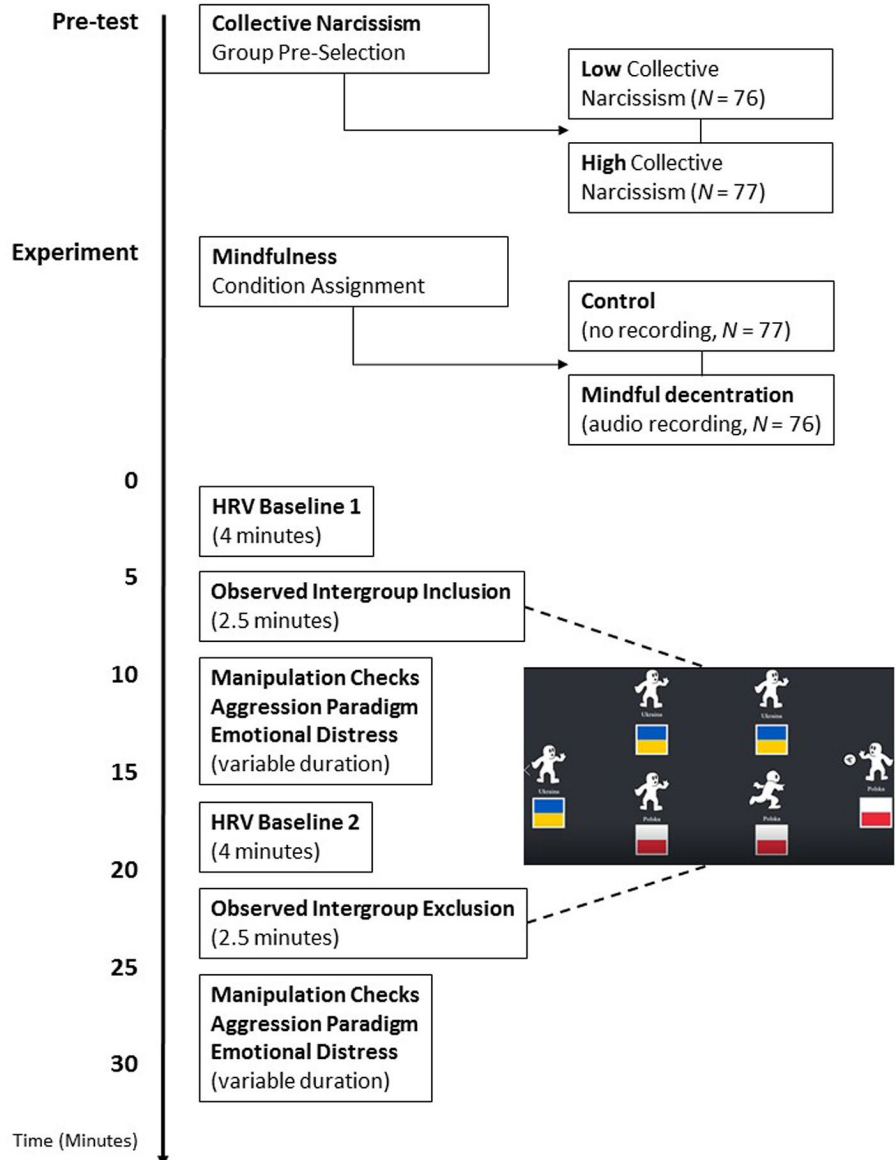 Pre-test
Collective Narcissism
Group Pre-Selection
Low Collective
Narcissism (N = 76)
High Collective
Narcissism (N = 77)
Experiment
Mindfulness
Condition Assignment
Control
(no recording, N = 77)
Mindful decentration
(audio recording, N = 76)
0
HRV Baseline 1
(4 minutes)
5
Observed Intergroup Inclusion
(2.5 minutes)
10
Manipulation Checks
Aggression Paradigm
Emotional Distress
(variable duration)
15
Ukraina
Ukraina
Ukraina
Polska
Polska
Polska
HRV Baseline 2
(4 minutes)
20
Observed Intergroup Exclusion
(2.5 minutes)
25
Manipulation Checks
Aggression Paradigm
Emotional Distress
(variable duration)
30
Time (Minutes)